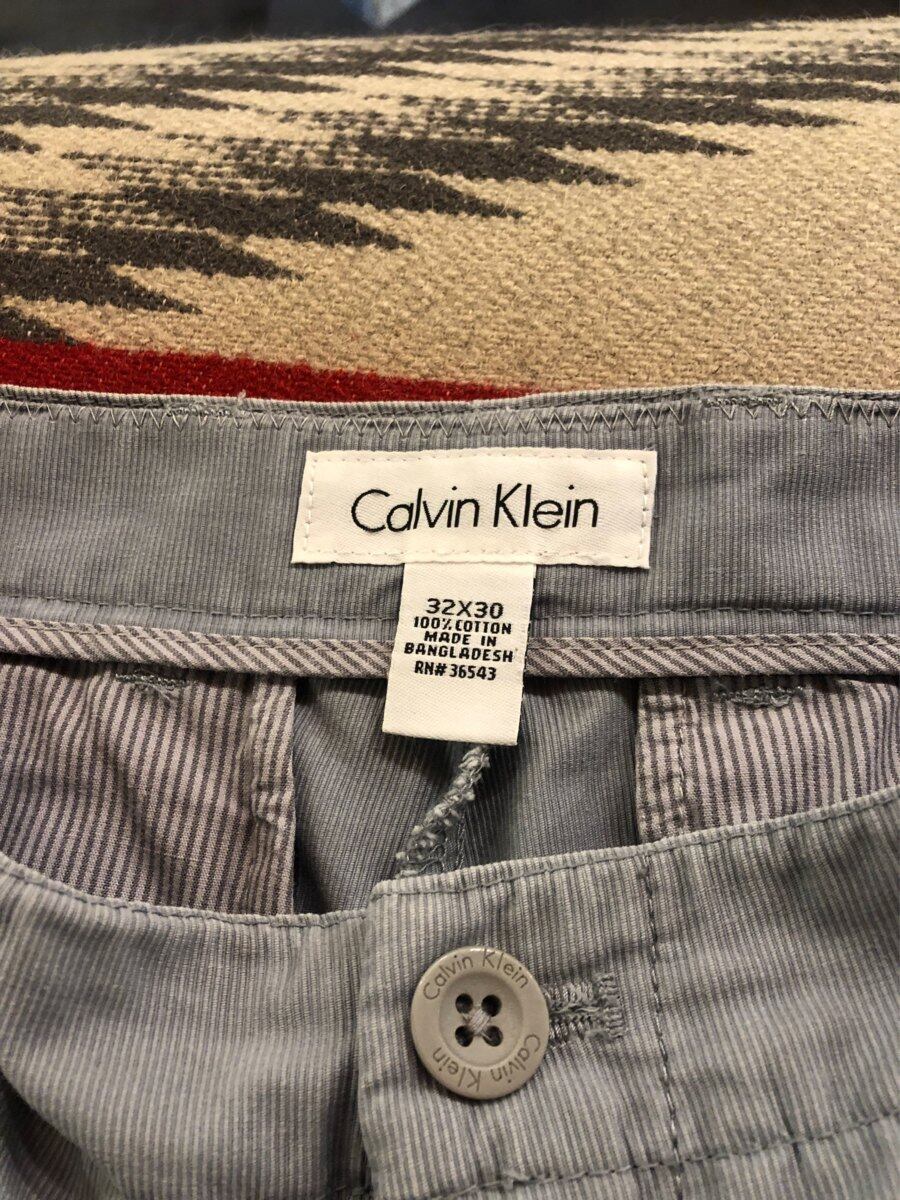 Calvin Klein
32X30
100% COTTON
MADE IN
BANGLADESH
RN# 36543
Calvin Klein
Calvin Klein